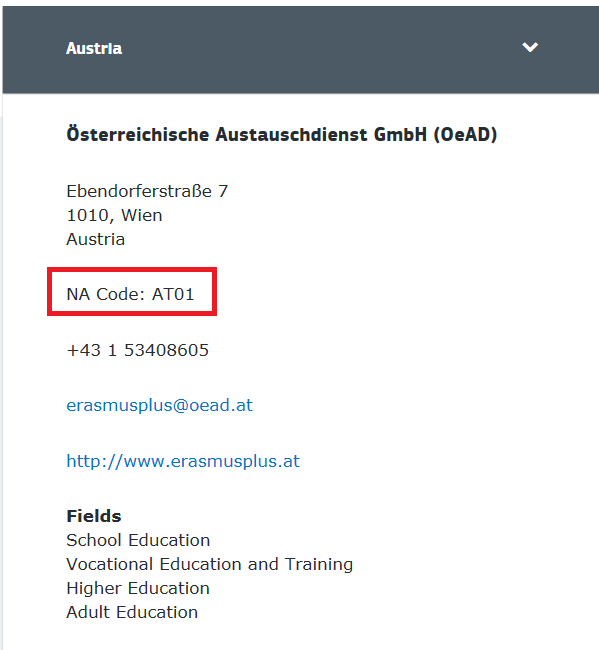 Austria
Österreichische Austauschdienst GmbH (OeAD)
Ebendorferstraße 7
1010, Wien
Austria
NA Code: AT01
+43 1 53408605
erasmusplus@oead.at
http://www.erasmusplus.at
Fields
School Education
Vocational Education and Training
Higher Education
Adult Education